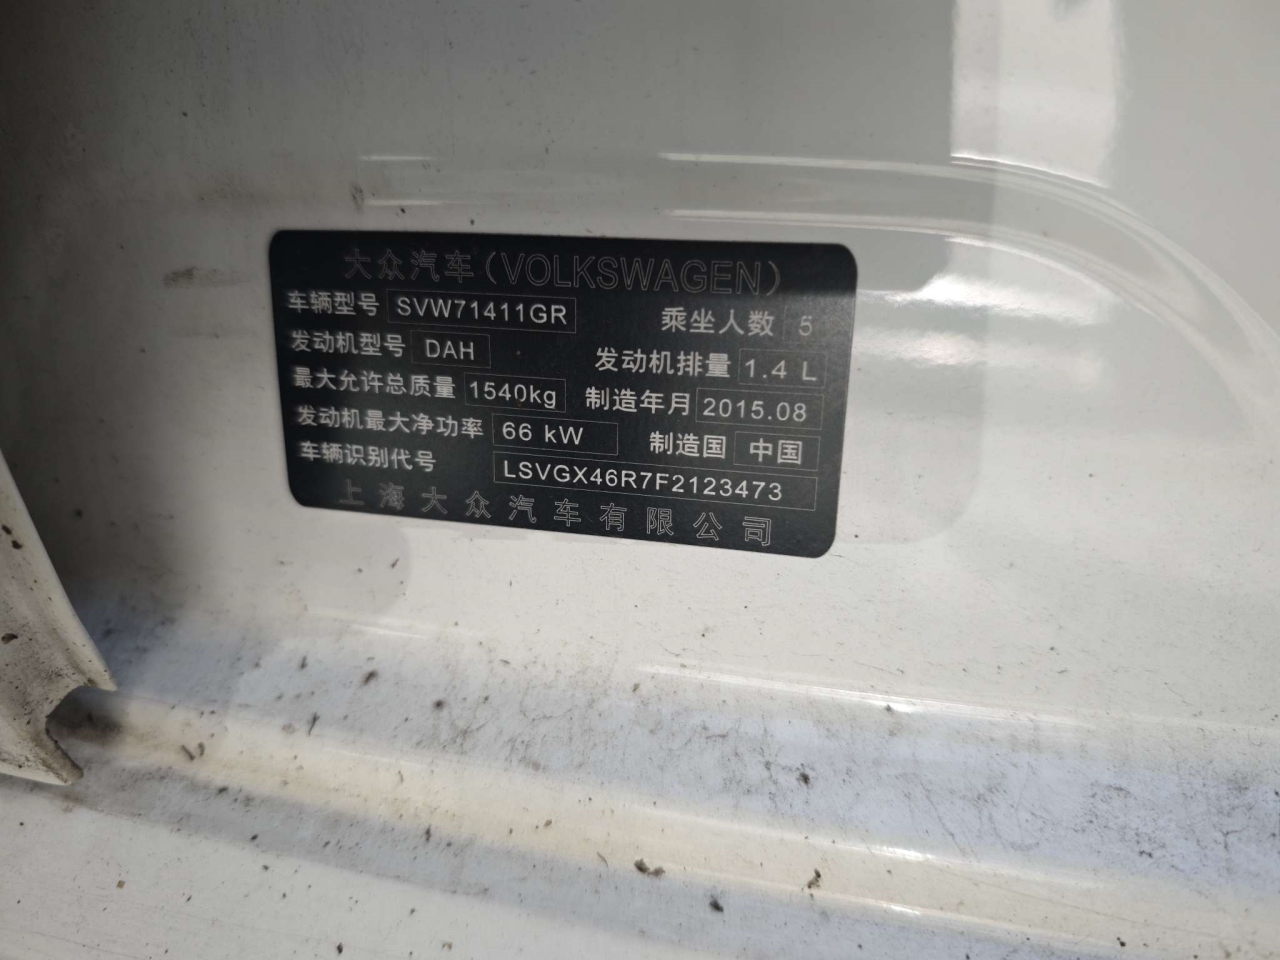 大众汽车(VOLKSWAGEN)
车辆型号 SVW71411GR 乘坐人数 5
发动机型号 DAH 发动机排量 1.4 L
最大允许总质量 1540kg 制造年月 2015.08
发动机最大净功率 66 kW 制造国 中国
车辆识别代号 LSVGX46R7F2123473
上海大众汽车有限公司